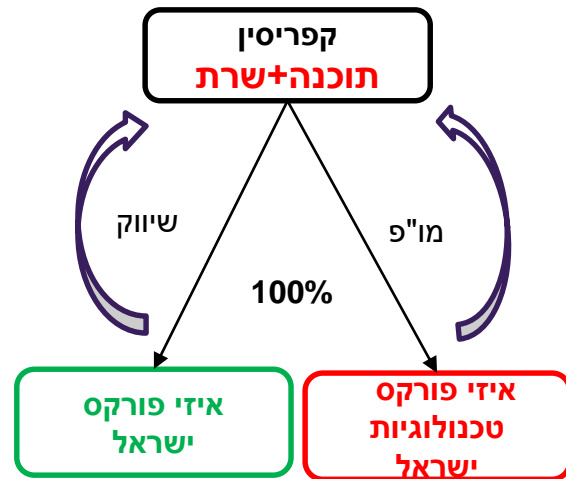 קפריסין
תוכנה+שרת
שיווק
מו"פ
100%
איזי פורקס
ישראל
איזי פורקס
טכנולוגיות
ישראל